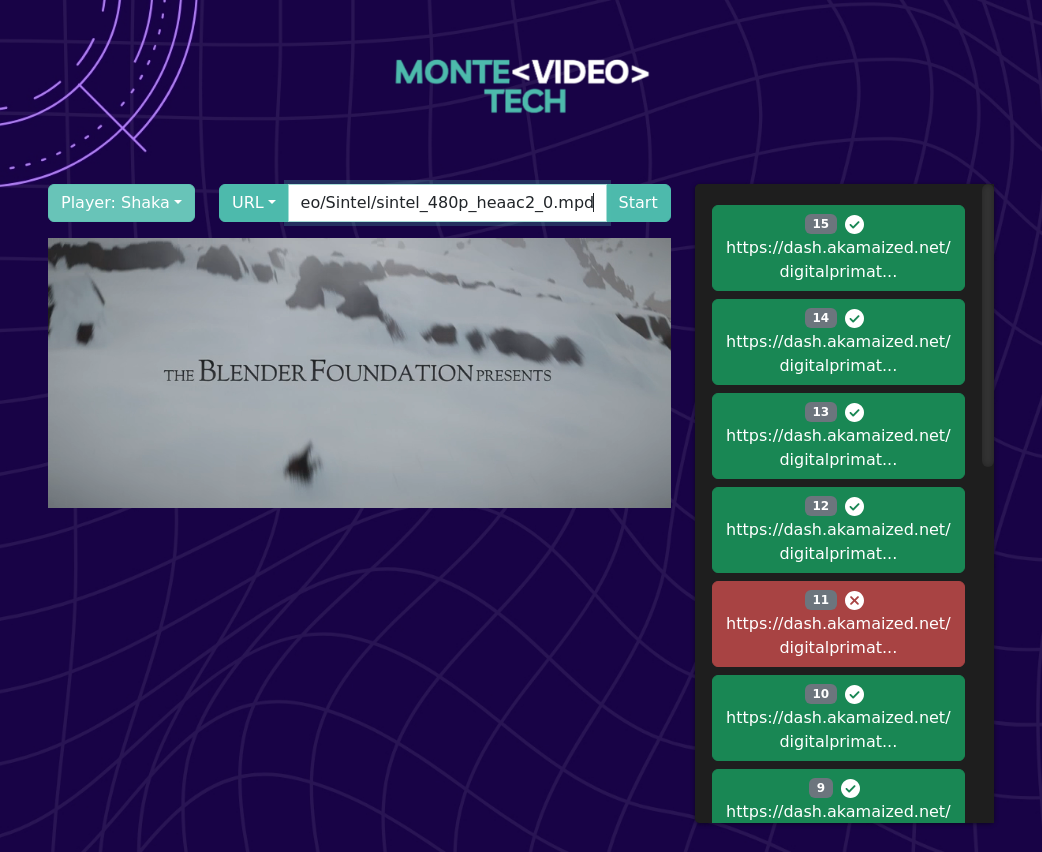 MONTE<VIDEO>
TECH
Player: Shaka
URL
eo/Sintel/sintel_480p_heaac2_0.mpd
Start
THE BLENDER FOUNDATION PRESENTS
15
https://dash.akamaized.net/
digitalprimat...
14
https://dash.akamaized.net/
digitalprimat...
13
https://dash.akamaized.net/
digitalprimat...
12
https://dash.akamaized.net/
digitalprimat...
11
https://dash.akamaized.net/
digitalprimat...
10
https://dash.akamaized.net/
digitalprimat...
9
https://dash.akamaized.net/